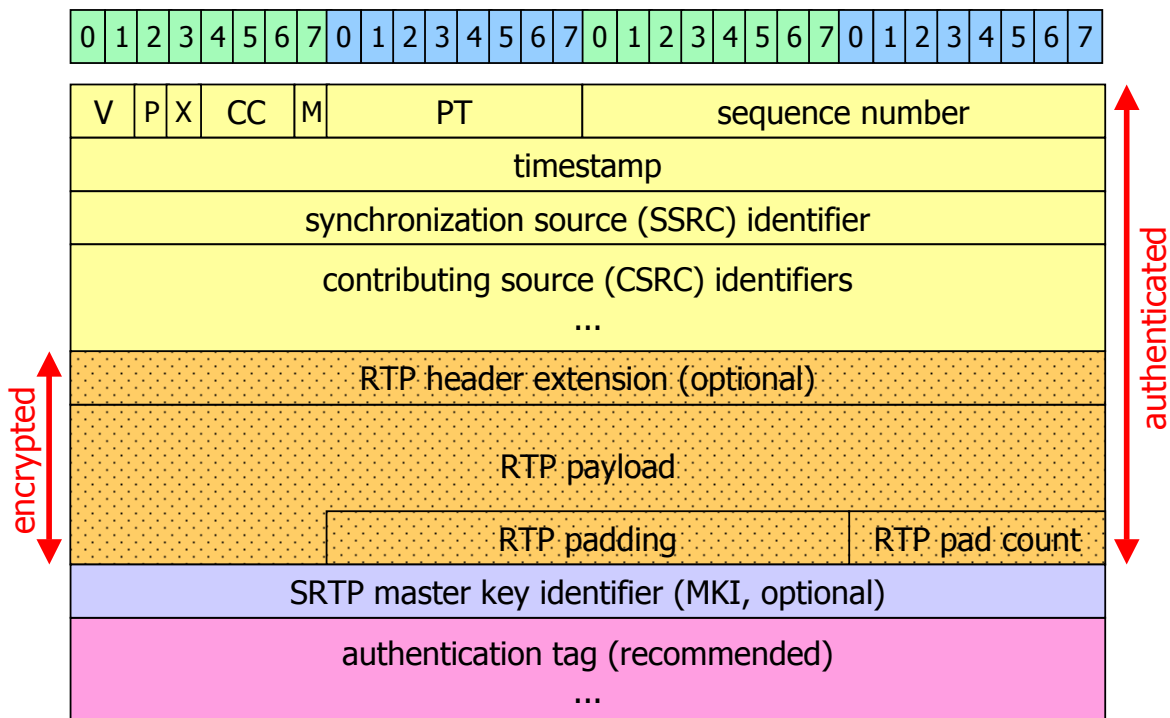 0 1 2 3 4 5 6 7 0 1 2 3 4 5 6 7 0 1 2 3 4 5 6 7 0 1 2 3 4 5 6 7
V P X CC M PT sequence number
timestamp
synchronization source (SSRC) identifier
contributing source (CSRC) identifiers
...
RTP header extension (optional)
RTP payload
RTP padding RTP pad count
SRTP master key identifier (MKI, optional)
authentication tag (recommended)
...
encrypted
authenticated